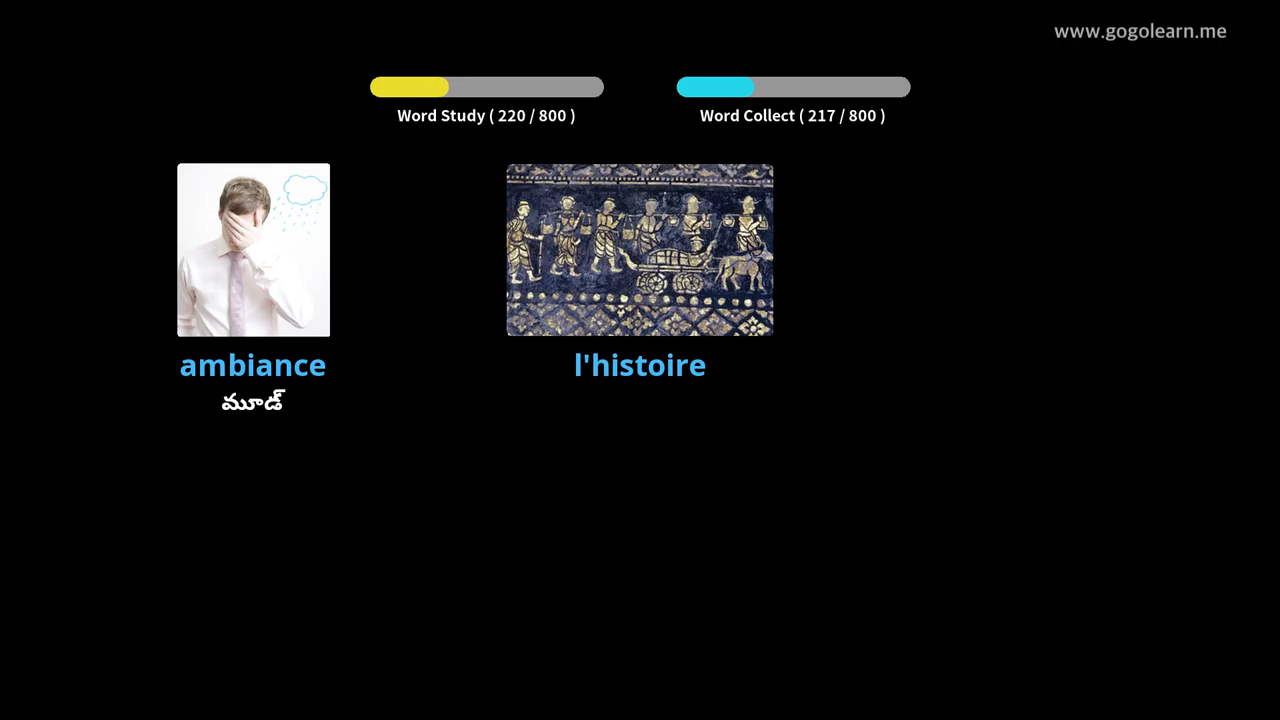 www.gogolearn.me
Word Study ( 220 / 800 )
Word Collect ( 217 / 800 )
ambiance
మూడ్
l'histoire